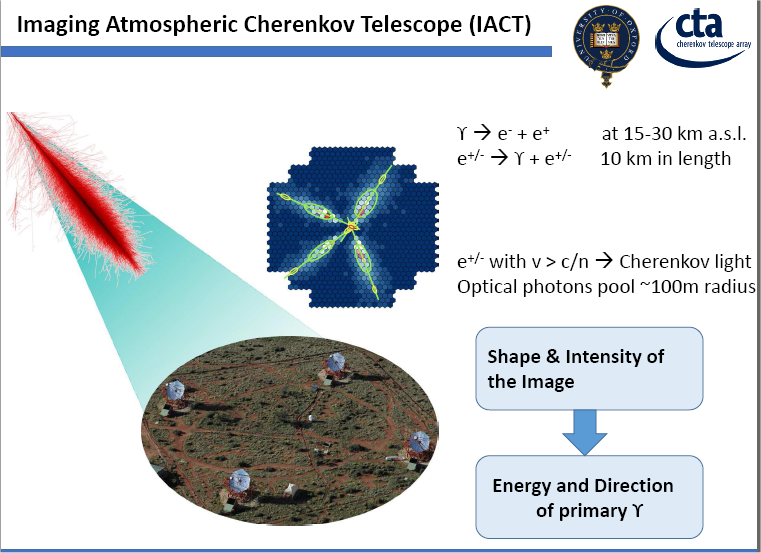 Imaging Atmospheric Cherenkov Telescope (IACT)
UNIVERSITY OF OXFORD
cta
cherenkov telescope array
ϒ → e⁻ + e⁺ at 15-30 km a.s.l.
e⁺/⁻ → ϒ + e⁺/⁻ 10 km in length
e⁺/⁻ with v > c/n → Cherenkov light
Optical photons pool ~100m radius
Shape & Intensity of
the Image
Energy and Direction
of primary ϒ